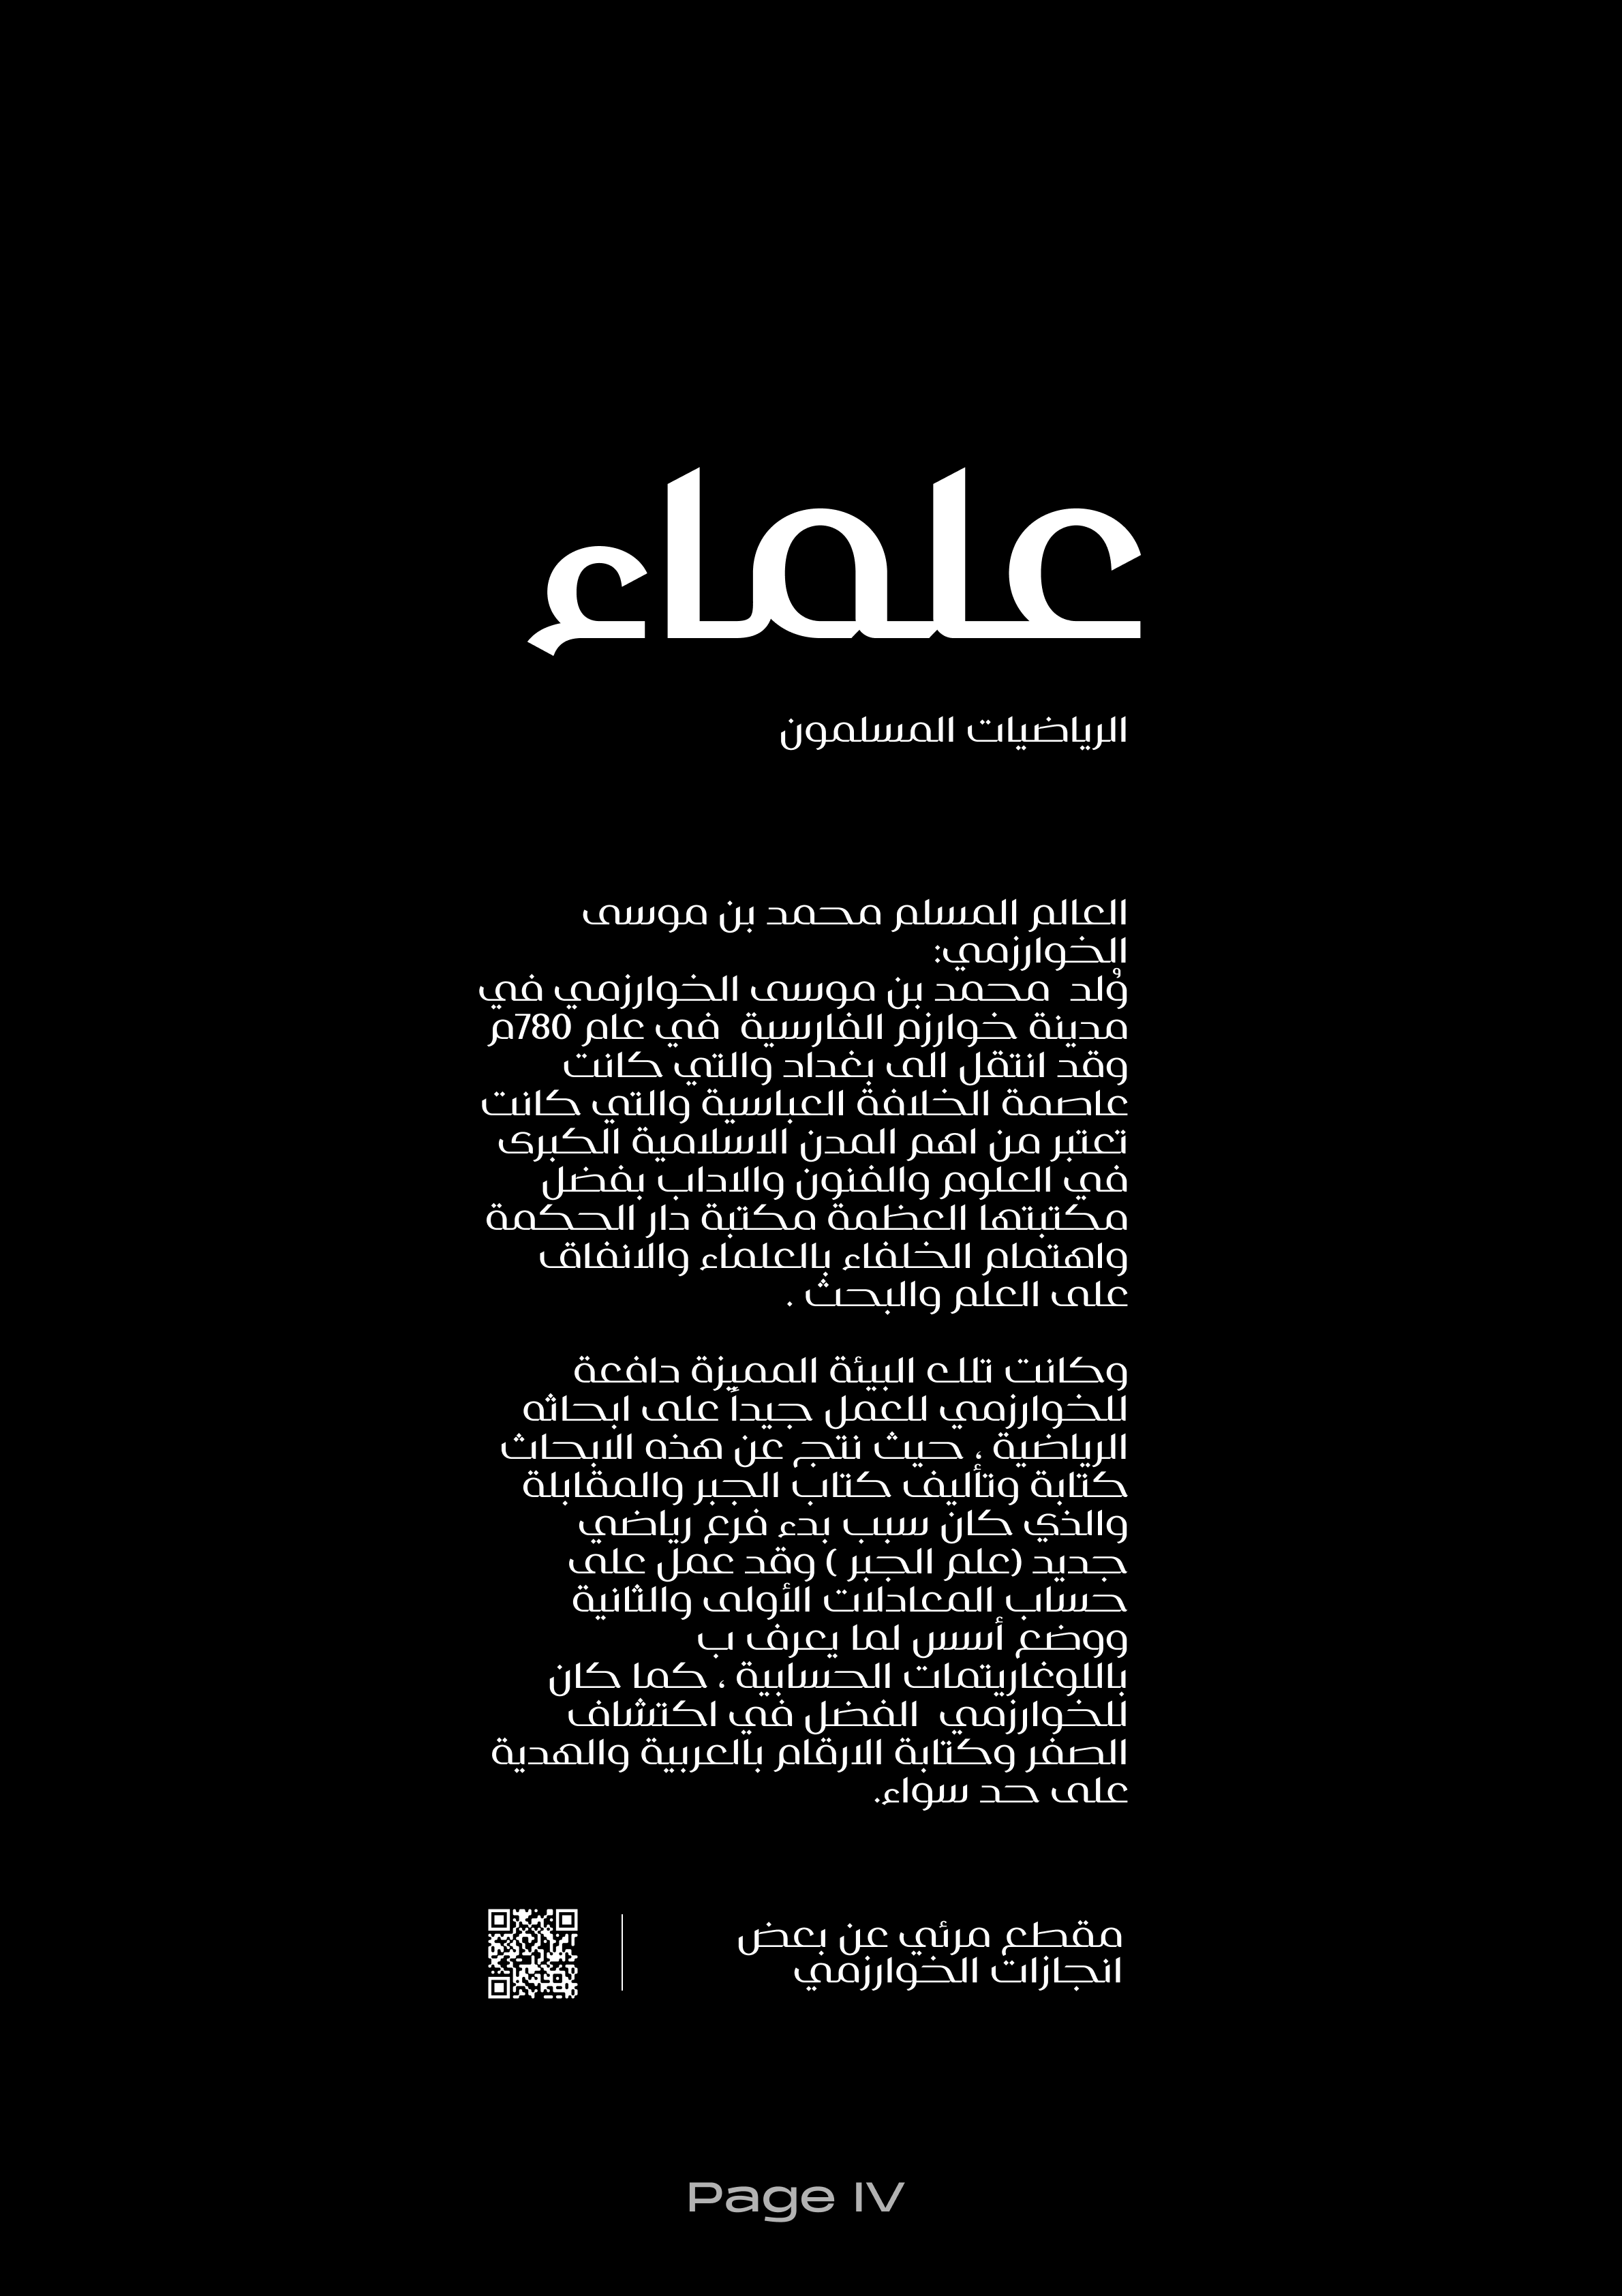 علماء
الرياضيات المسلمون
العالم المسلم محمد بن موسى
الخوارزمي:
وُلد محمد بن موسى الخوارزمي في
مدينة خوارزم الفارسية في عام 780م
وقد انتقل الى بغداد والتي كانت
عاصمة الخلافة العباسية والتي كانت
تعتبر من اهم المدن الاسلامية الكبرى
في العلوم والفنون والاداب بفضل
مكتبتها العظمة مكتبة دار الحكمة
واهتمام الخلفاء بالعلماء والانفاق
على العلم والبحث .
وكانت تلك البيئة المميزة دافعة
للخوارزمي للعمل جيداً على ابحاثه
الرياضية ، حيث نتج عن هذه الابحاث
كتابة وتأليف كتاب الجبر والمقابلة
والذي كان سبب بدء فرع رياضي
جديد (علم الجبر ) وقد عمل على
حساب المعادلات الأولى والثانية
ووضع أسس لما يعرف ب
باللوغاريتمات الحسابية ، كما كان
للخوارزمي الفضل في اكتشاف
الصفر وكتابة الارقام بالعربية والهدية
على حد سواء.
مقطع مرئي عن بعض
انجازات الخوارزمي
Page IV